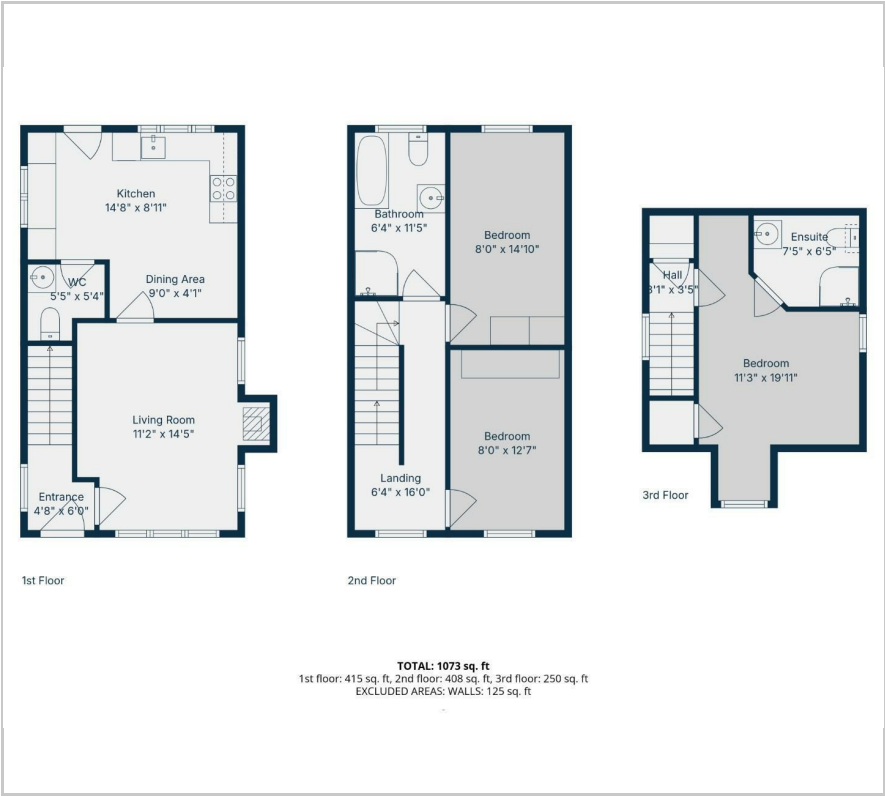 Kitchen
14'8" x 8'11"
WC
5'5" x 5'4"
Dining Area
9'0" x 4'1"
Living Room
11'2" x 14'5"
Entrance
4'8" x 6'0"
1st Floor
Bathroom
6'4" x 11'5"
Bedroom
8'0" x 14'10"
Bedroom
8'0" x 12'7"
Landing
6'4" x 16'0"
2nd Floor
Ensuite
7'5" x 6'5"
Hall
3'1" x 3'5"
Bedroom
11'3" x 19'11"
3rd Floor
TOTAL: 1073 sq. ft
1st floor: 415 sq. ft, 2nd floor: 408 sq. ft, 3rd floor: 250 sq. ft
EXCLUDED AREAS: WALLS: 125 sq. ft